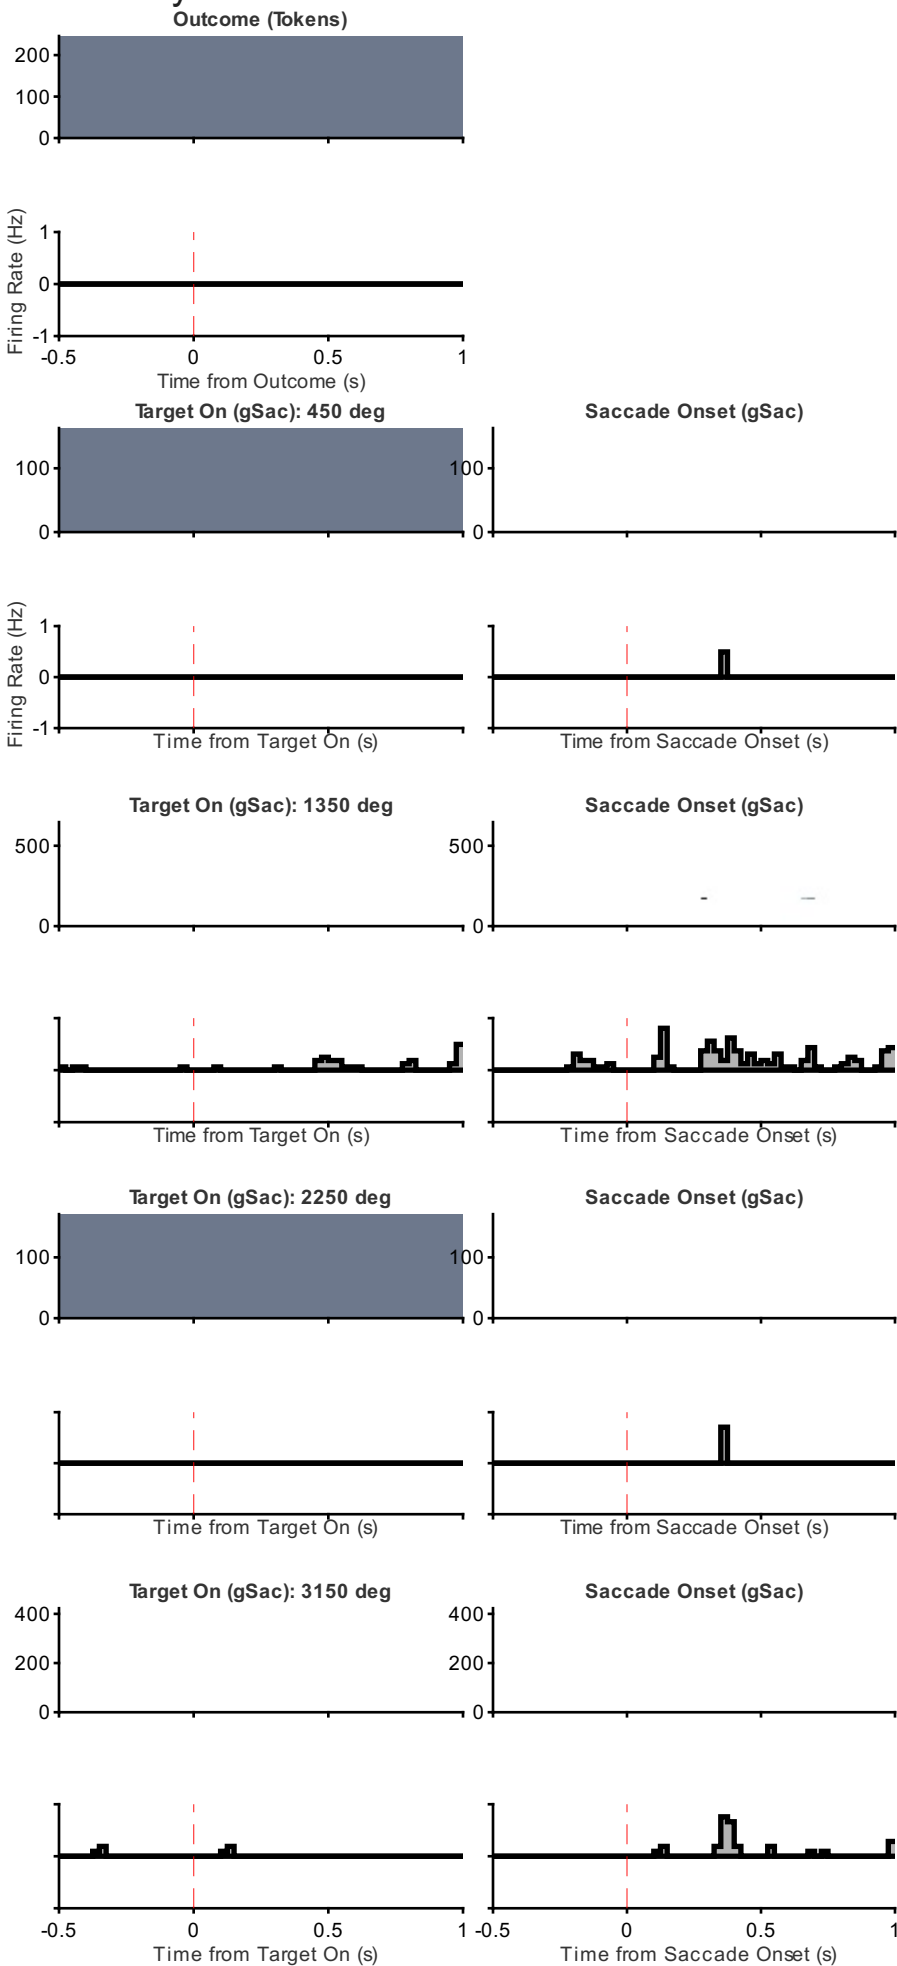 Outcome (Tokens)
200
100
0
Firing Rate (Hz)
1
0
-1
-0.5 0 0.5 1
Time from Outcome (s)
Target On (gSac): 450 deg Saccade Onset (gSac)
100 100
0 0
Firing Rate (Hz)
1
0
-1
Time from Target On (s) Time from Saccade Onset (s)
Target On (gSac): 1350 deg Saccade Onset (gSac)
500 500
0 0
Time from Target On (s) Time from Saccade Onset (s)
Target On (gSac): 2250 deg Saccade Onset (gSac)
100 100
0 0
Time from Target On (s) Time from Saccade Onset (s)
Target On (gSac): 3150 deg Saccade Onset (gSac)
400 400
200 200
0 0
-0.5 0 0.5 1 -0.5 0 0.5 1
Time from Target On (s) Time from Saccade Onset (s)